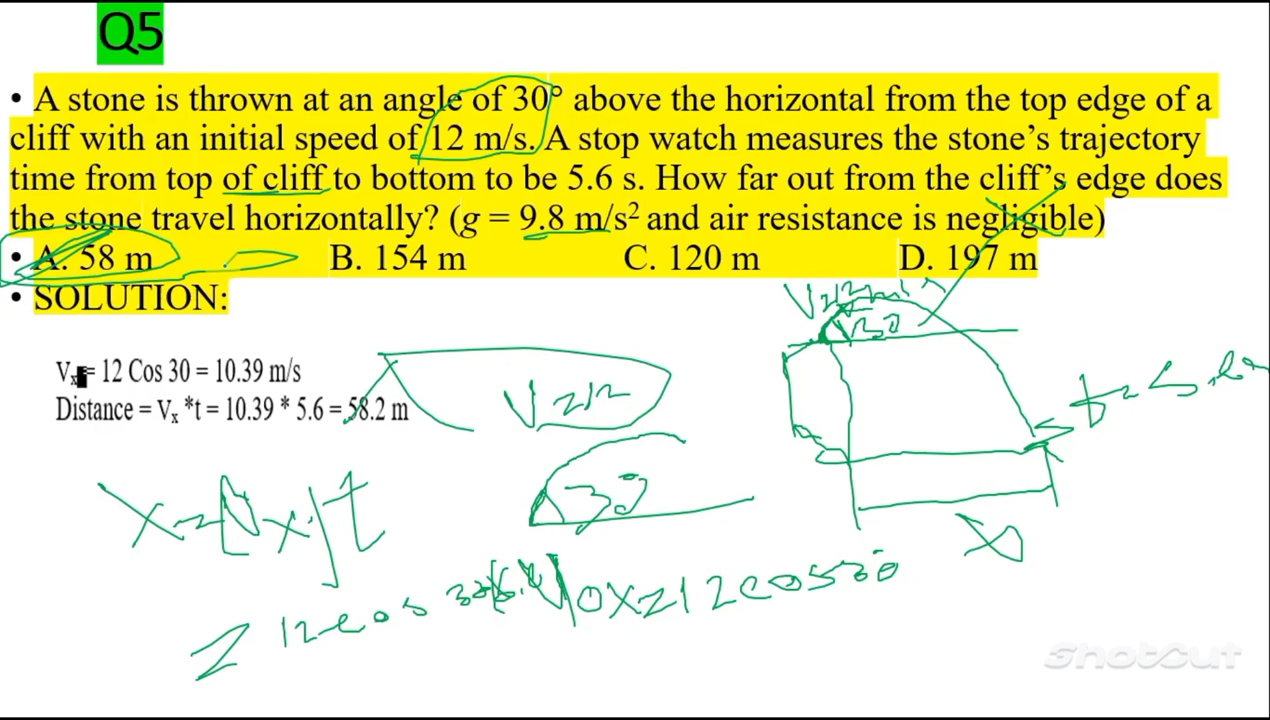 Q5
• A stone is thrown at an angle of 30° above the horizontal from the top edge of a
cliff with an initial speed of 12 m/s. A stop watch measures the stone’s trajectory
time from top of cliff to bottom to be 5.6 s. How far out from the cliff’s edge does
the stone travel horizontally? (g = 9.8 m/s² and air resistance is negligible)
• A. 58 m B. 154 m C. 120 m D. 197 m
• SOLUTION:
Vx = 12 Cos 30 = 10.39 m/s
Distance = Vx *t = 10.39 * 5.6 = 58.2 m
V=12
30
X=
t
= 12 cos 30
V0X=12cos30
30
X
Shotcut